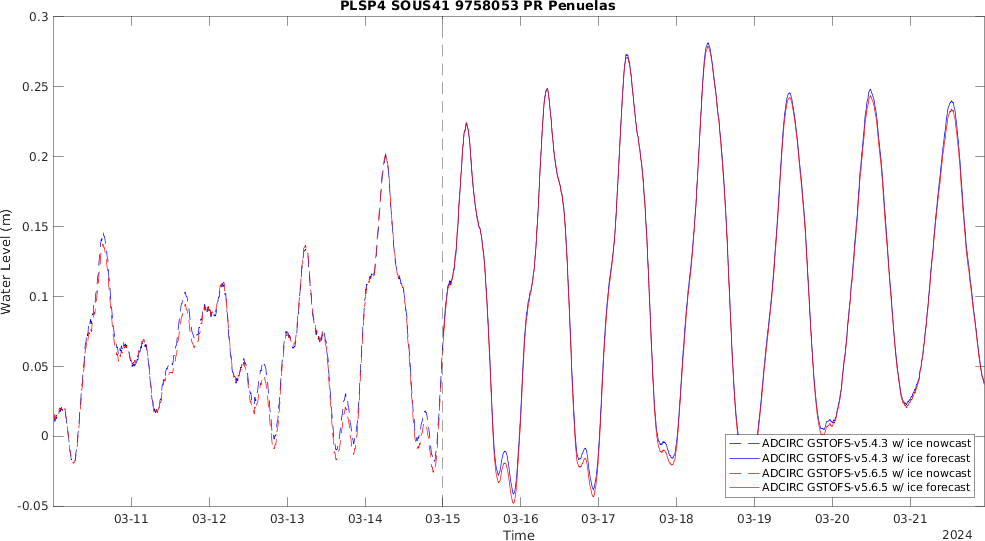 PLSP4 SOUS41 9758053 PR Penuelas
0.3
0.25
0.2
0.15
0.1
0.05
0
-0.05
Water Level (m)
03-11
03-12
03-13
03-14
03-15
03-16
03-17
03-18
03-19
03-20
03-21
Time
2024
ADCIRC GSTOFS-v5.4.3 w/ ice nowcast
ADCIRC GSTOFS-v5.4.3 w/ ice forecast
ADCIRC GSTOFS-v5.6.5 w/ ice nowcast
ADCIRC GSTOFS-v5.6.5 w/ ice forecast